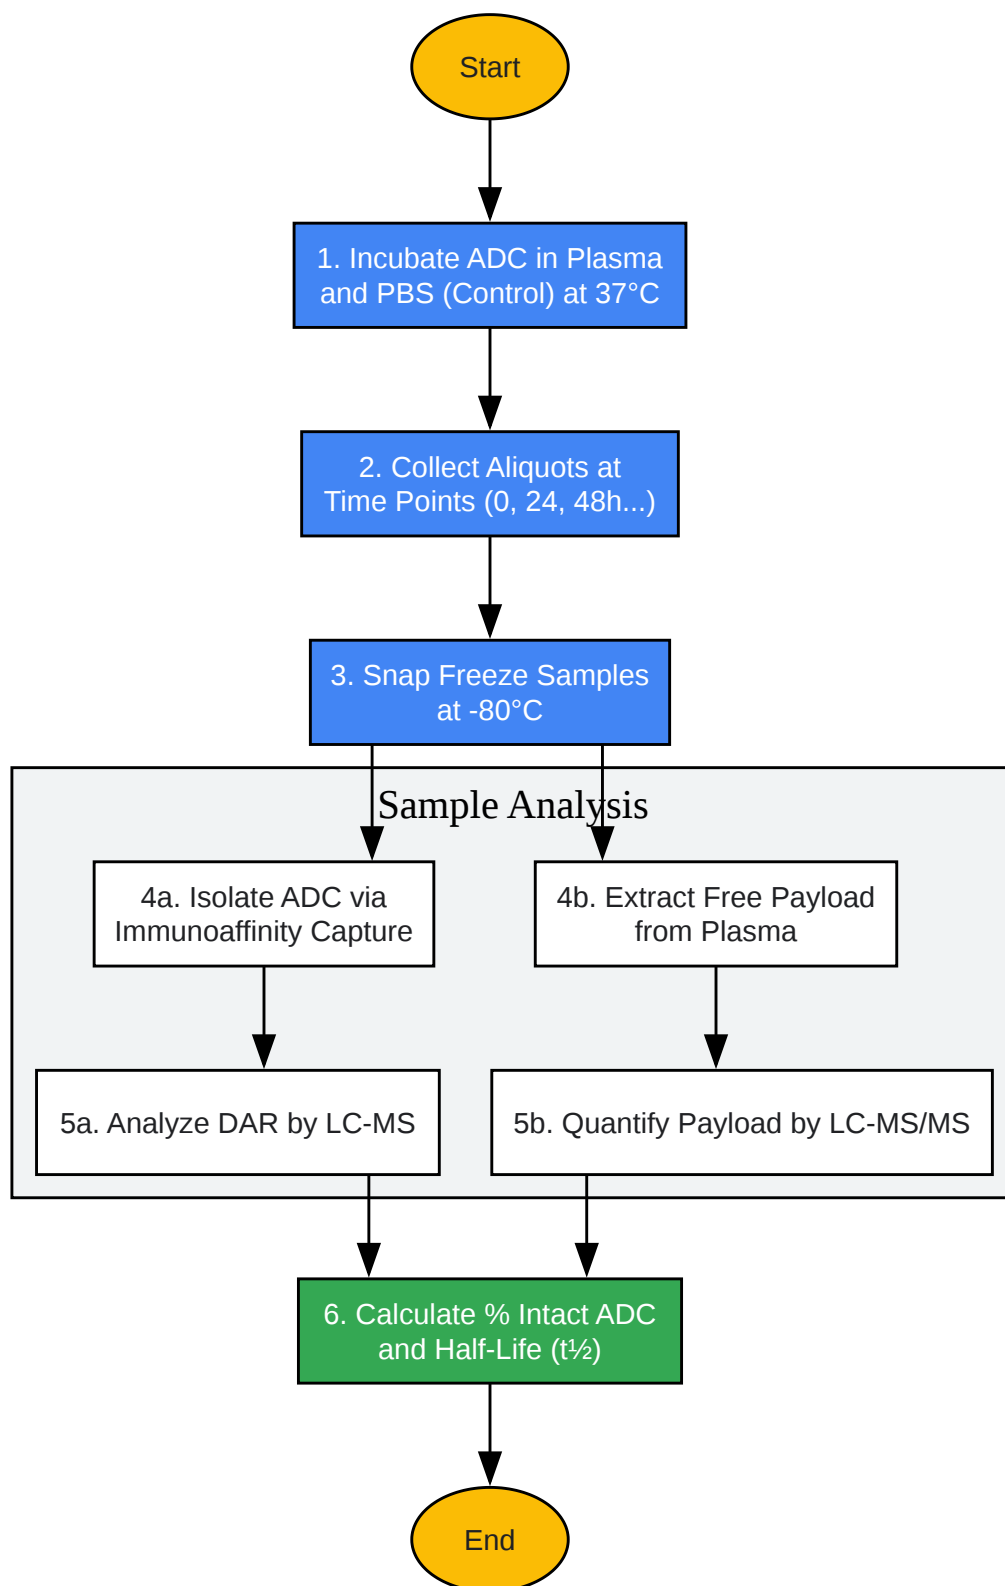 Start
1. Incubate ADC in Plasma
and PBS (Control) at 37°C
2. Collect Aliquots at
Time Points (0, 24, 48h...)
3. Snap Freeze Samples
at -80°C
Sample Analysis
4a. Isolate ADC via
Immunoaffinity Capture
4b. Extract Free Payload
from Plasma
5a. Analyze DAR by LC-MS
5b. Quantify Payload by LC-MS/MS
6. Calculate % Intact ADC
and Half-Life (t½)
End